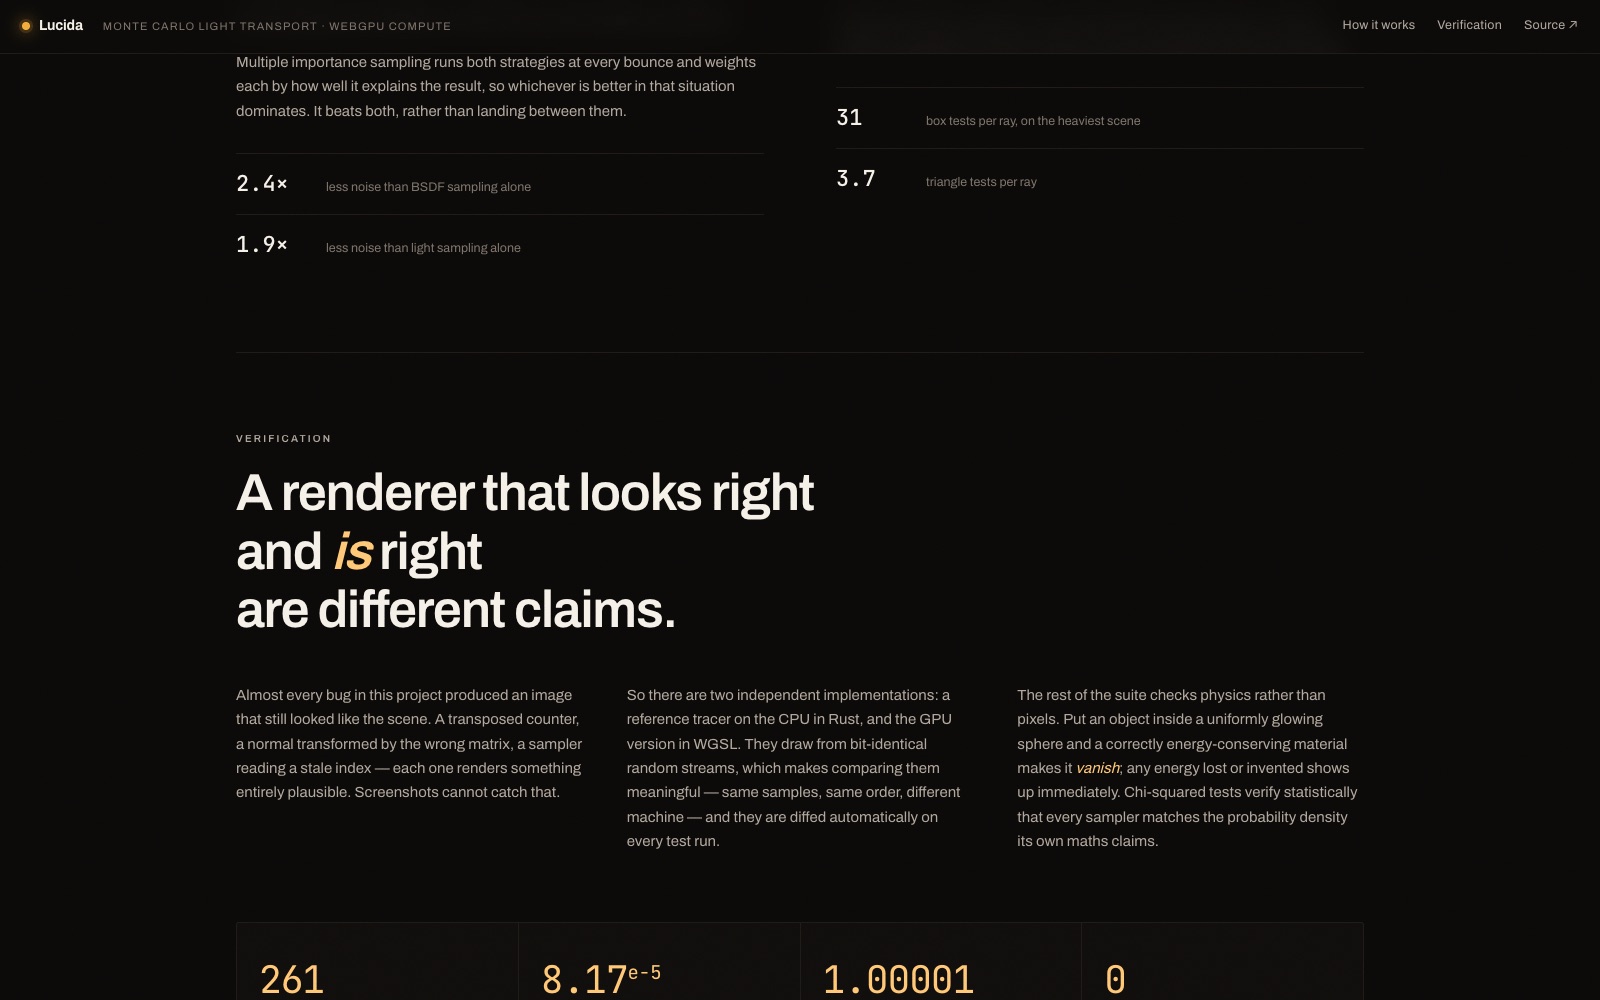 Lucida
MONTE CARLO LIGHT TRANSPORT · WEBGPU COMPUTE
How it works
Verification
Source ↗
Multiple importance sampling runs both strategies at every bounce and weights
each by how well it explains the result, so whichever is better in that situation
dominates. It beats both, rather than landing between them.
2.4× less noise than BSDF sampling alone
1.9× less noise than light sampling alone
31 box tests per ray, on the heaviest scene
3.7 triangle tests per ray
VERIFICATION
A renderer that looks right
and is right
are different claims.
Almost every bug in this project produced an image
that still looked like the scene. A transposed counter,
a normal transformed by the wrong matrix, a sampler
reading a stale index — each one renders something
entirely plausible. Screenshots cannot catch that.
So there are two independent implementations: a
reference tracer on the CPU in Rust, and the GPU
version in WGSL. They draw from bit-identical
random streams, which makes comparing them
meaningful — same samples, same order, different
machine — and they are diffed automatically on
every test run.
The rest of the suite checks physics rather than
pixels. Put an object inside a uniformly glowing
sphere and a correctly energy-conserving material
makes it vanish; any energy lost or invented shows
up immediately. Chi-squared tests verify statistically
that every sampler matches the probability density
its own maths claims.
261
8.17e-5
1.00001
0